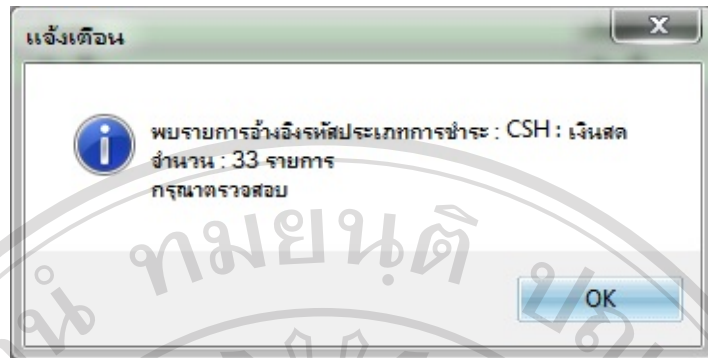 แจ้งเตือน
พบรายการอ้างอิงรหัสประเภทการชำระ : CSH : เงินสด
จำนวน : 33 รายการ
กรุณาตรวจสอบ
OK